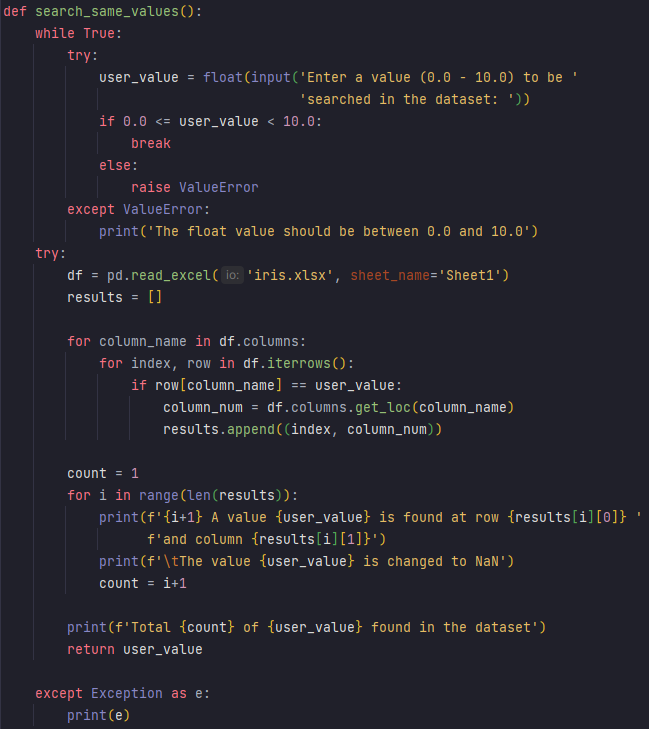 def search_same_values():
    while True:
        try:
            user_value = float(input('Enter a value (0.0 - 10.0) to be '
                                     'searched in the dataset: '))
            if 0.0 <= user_value < 10.0:
                break
            else:
                raise ValueError
        except ValueError:
            print('The float value should be between 0.0 and 10.0')
    try:
        df = pd.read_excel( io: 'iris.xlsx', sheet_name='Sheet1')
        results = []

        for column_name in df.columns:
            for index, row in df.iterrows():
                if row[column_name] == user_value:
                    column_num = df.columns.get_loc(column_name)
                    results.append((index, column_num))

        count = 1
        for i in range(len(results)):
            print(f'{i+1} A value {user_value} is found at row {results[i][0]} '
                  f'and column {results[i][1]}')
            print(f'\tThe value {user_value} is changed to NaN')
            count = i+1

        print(f'Total {count} of {user_value} found in the dataset')
        return user_value

    except Exception as e:
        print(e)